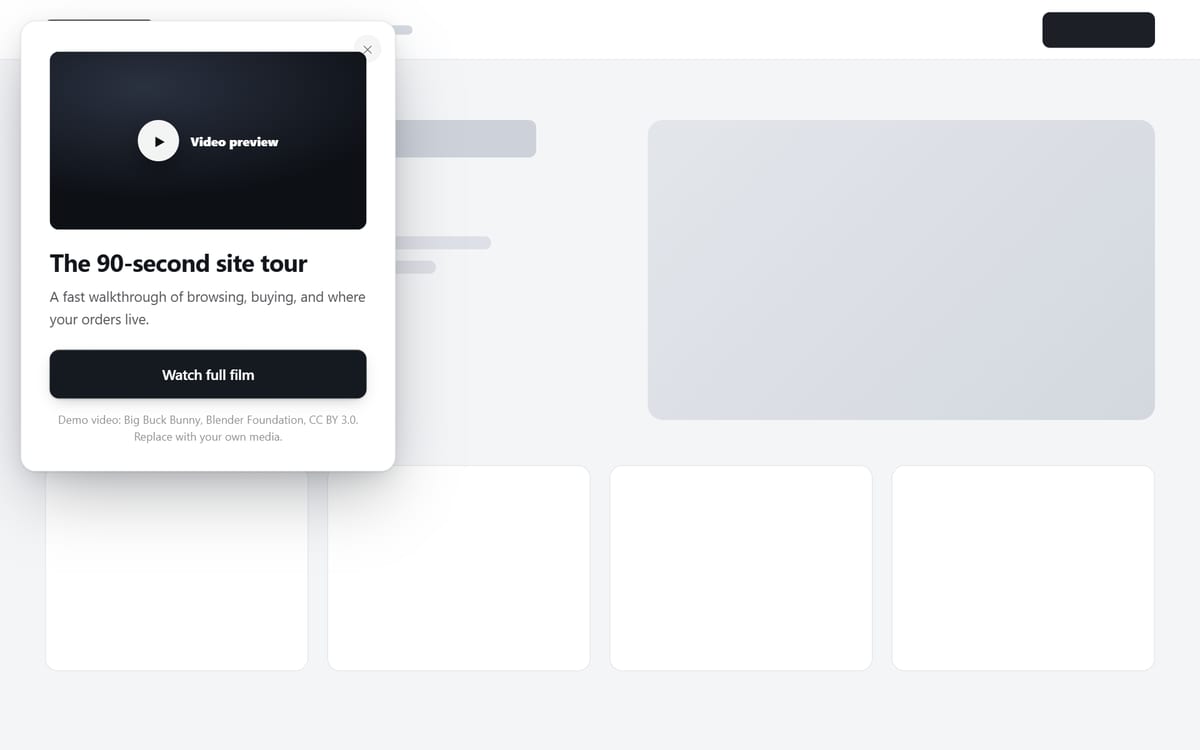 Video preview
The 90-second site tour
A fast walkthrough of browsing, buying, and where
your orders live.
Watch full film
Demo video: Big Buck Bunny, Blender Foundation, CC BY 3.0.
Replace with your own media.